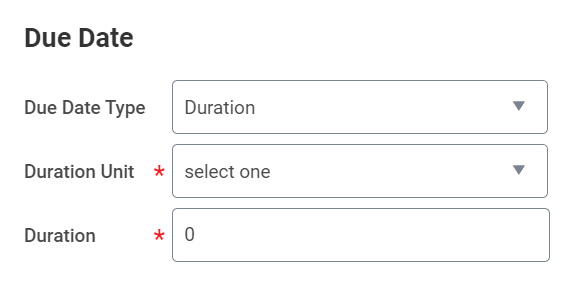 Due Date
Due Date Type Duration
Duration Unit * select one
Duration * 0